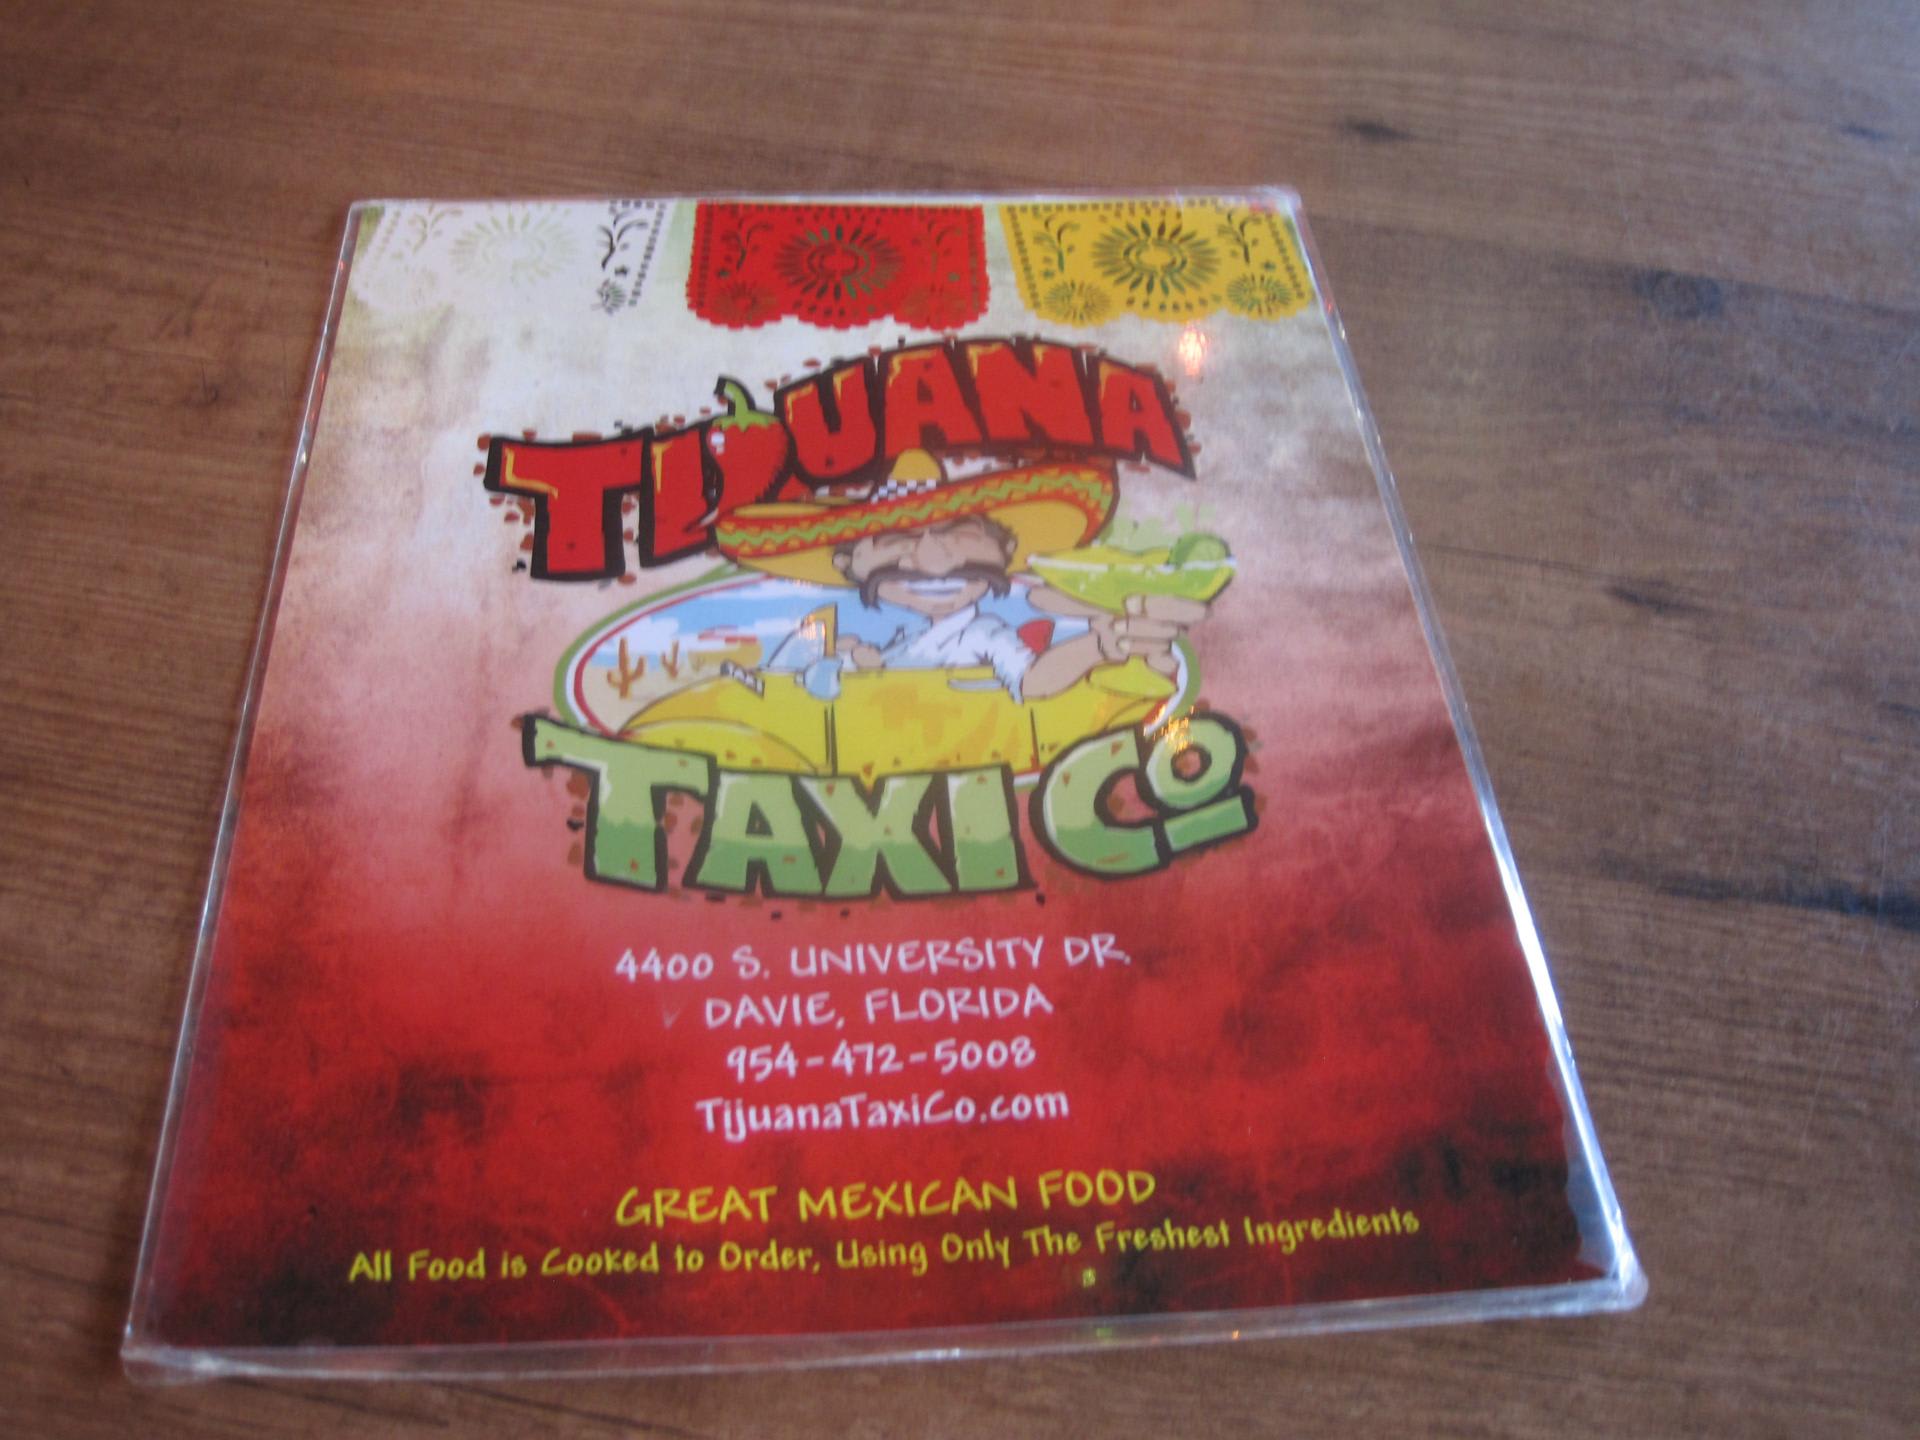 TIJUANA
TAXI CO
4400 S. UNIVERSITY DR.
DAVIE, FLORIDA
954-472-5008
TijuanaTaxiCo.com
GREAT MEXICAN FOOD
All Food is Cooked to Order, Using Only The Freshest Ingredients